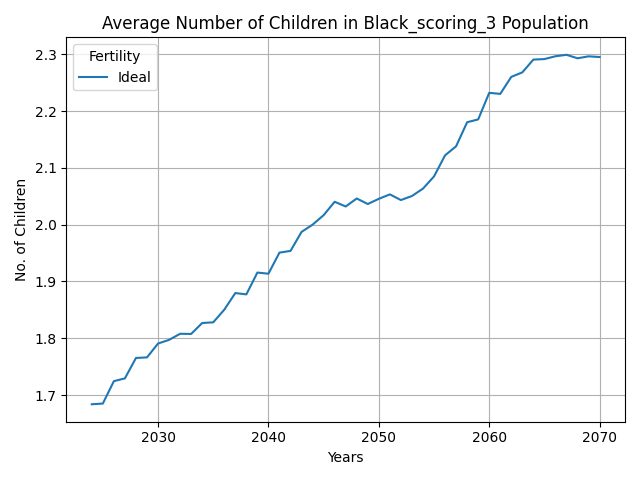 Average Number of Children in Black_scoring_3 Population
Fertility
Ideal
No. of Children
2.3
2.2
2.1
2.0
1.9
1.8
1.7
2030 2040 2050 2060 2070
Years